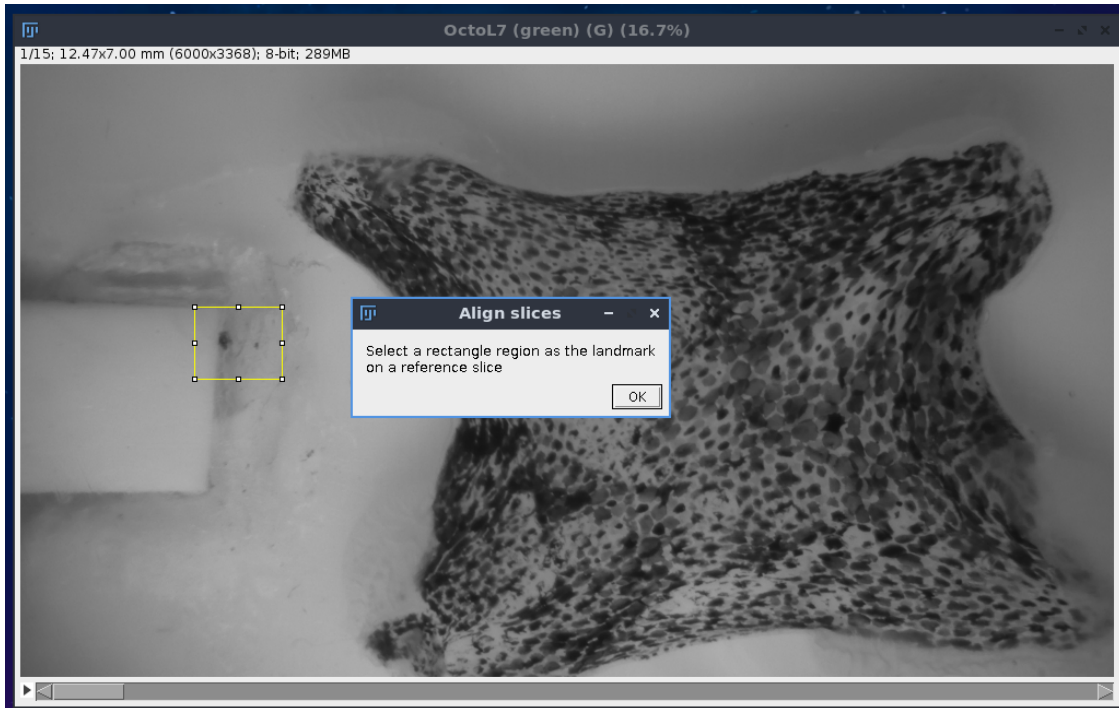 OctoL7 (green) (G) (16.7%)
1/15; 12.47x7.00 mm (6000x3368); 8-bit; 289MB
Align slices
Select a rectangle region as the landmark
on a reference slice
OK